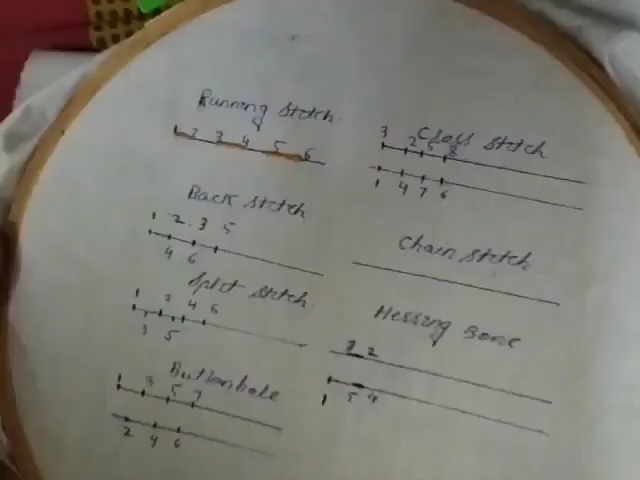 Running Stitch
1 2 3 4 5 6
Back Stitch
1 2 3 5
4 6
Split Stitch
1 2 4 6
3 5
Buttonhole
1 3 5 7
2 4 6
Cross Stitch
3 2 5 8
1 4 7 6
Chain Stitch
Herring Bone
3 2
1 5 4